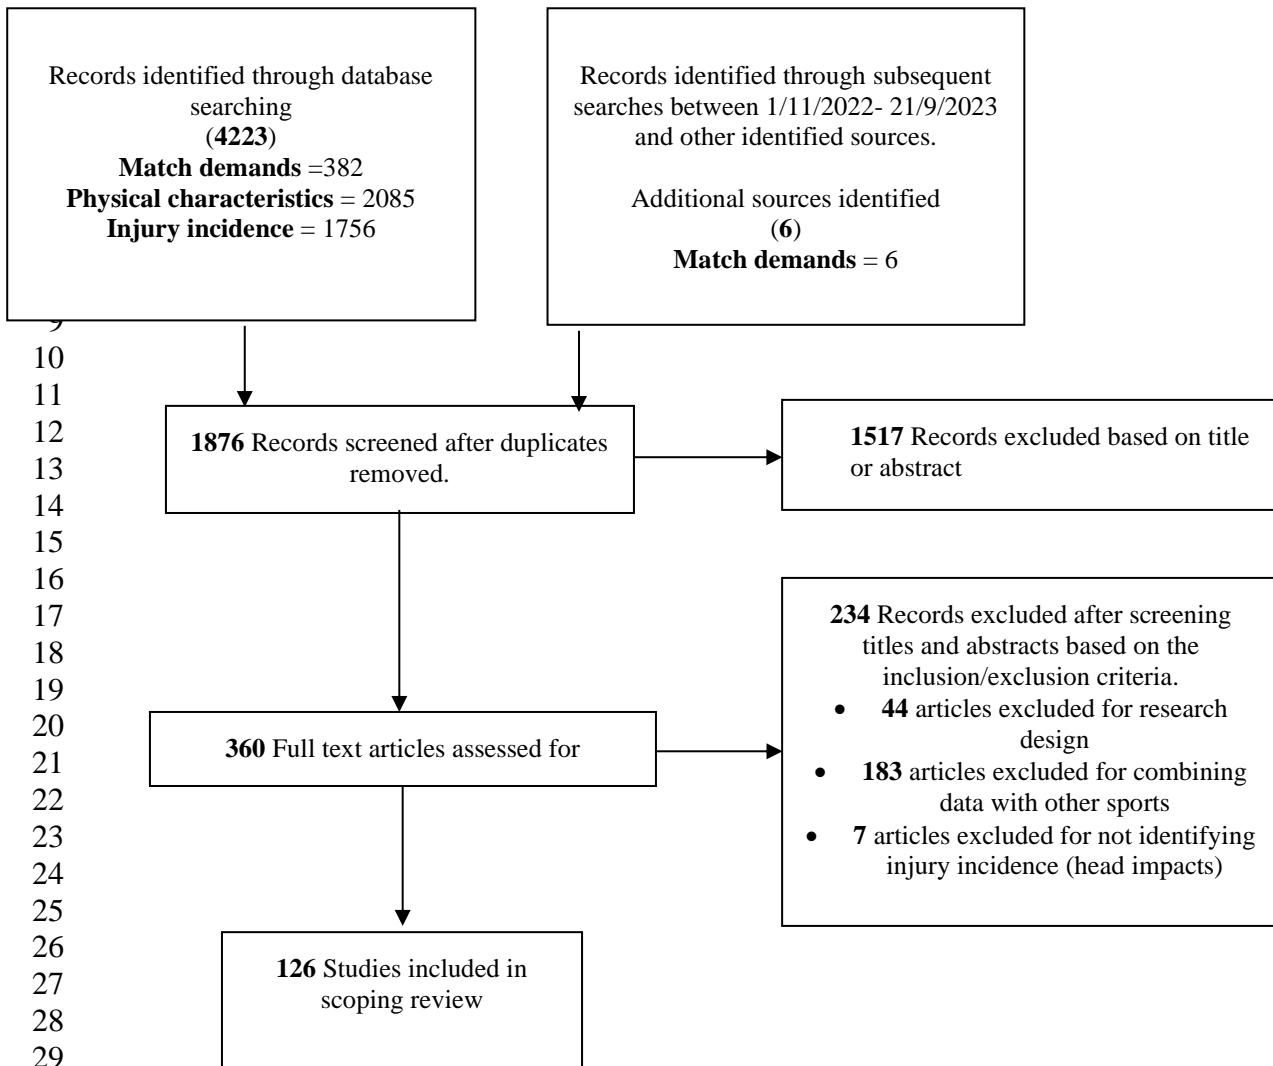 Records identified through database
searching
(4223)
Match demands =382
Physical characteristics = 2085
Injury incidence = 1756
Records identified through subsequent
searches between 1/11/2022- 21/9/2023
and other identified sources.
Additional sources identified
(6)
Match demands = 6
9
10
11
12
13
14
15
16
17
18
19
20
21
22
23
24
25
26
27
28
29
1876 Records screened after duplicates
removed.
1517 Records excluded based on title
or abstract
234 Records excluded after screening
titles and abstracts based on the
inclusion/exclusion criteria.
• 44 articles excluded for research
design
• 183 articles excluded for combining
data with other sports
• 7 articles excluded for not identifying
injury incidence (head impacts)
360 Full text articles assessed for
126 Studies included in
scoping review